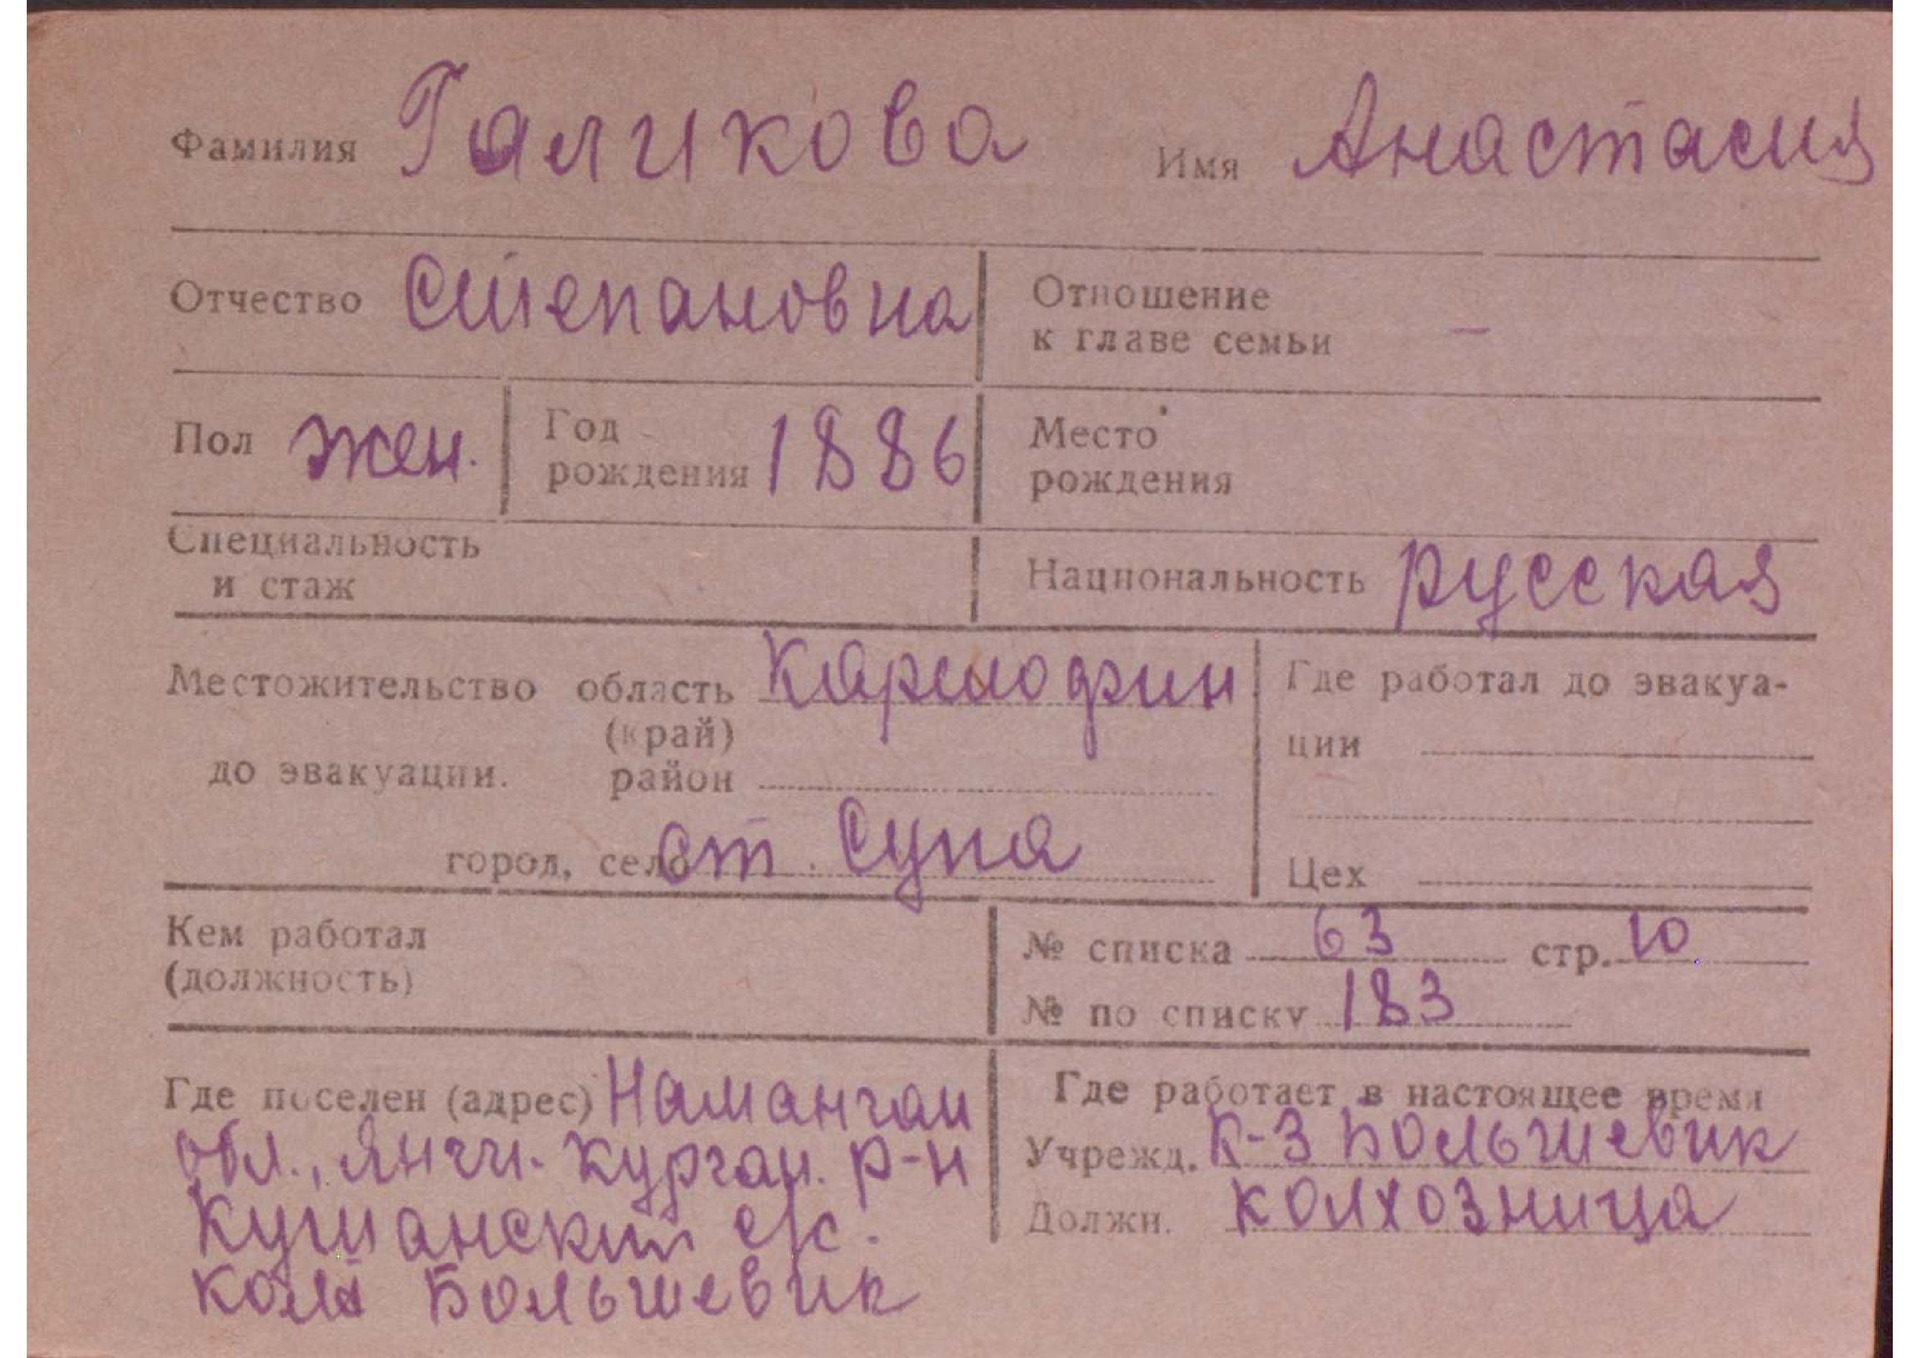 Фамилия Галикова Имя Анастасия
Отчество Степановна Отношение
к главе семьи —
Пол жен. Год рождения 1886 Место рождения
Специальность
и стаж Национальность русская
Местожительство область Карелофин Где работал до эвакуа-
(край) ции
до эвакуации. район
город, село ст. Суна Цех
Кем работал № списка 63 стр. 10
(должность) № по списку 183
Где поселен (адрес) Наманган Где работает в настоящее время
обл., Янги-Курган. р-н Учрежд. к-з Большевик
Кушанский с/с. Должн. колхозница
Большевик